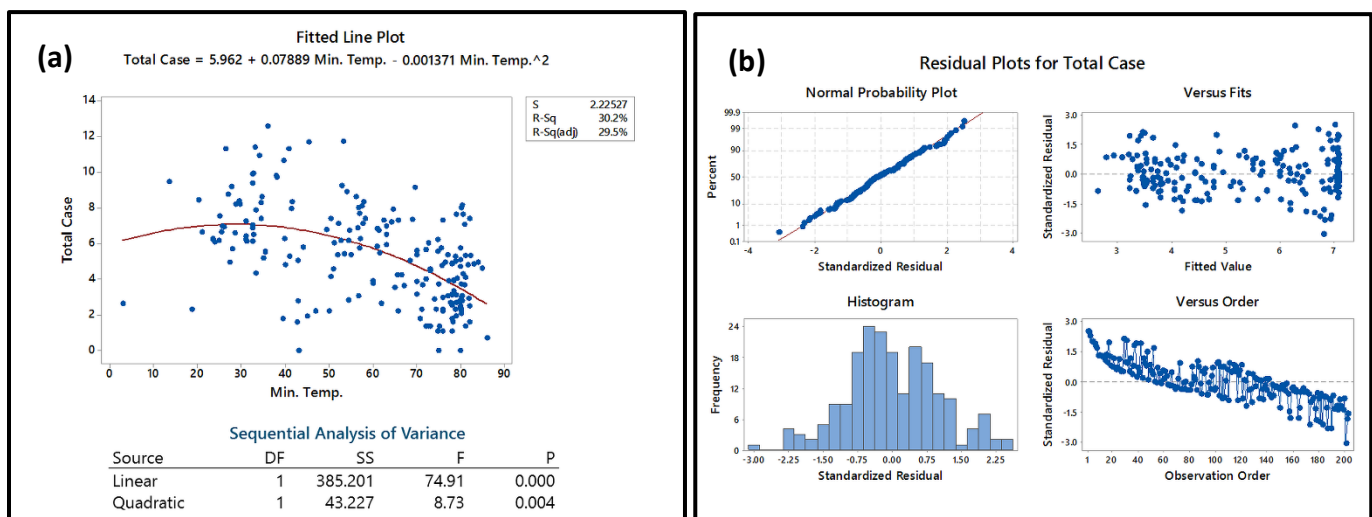 (a)
Fitted Line Plot
Total Case = 5.962 + 0.07889 Min. Temp. - 0.001371 Min. Temp.^2
S 2.22527
R-Sq 30.2%
R-Sq(adj) 29.5%
Total Case
14
12
10
8
6
4
2
0
0 10 20 30 40 50 60 70 80 90
Min. Temp.
Sequential Analysis of Variance
Source DF SS F P
Linear 1 385.201 74.91 0.000
Quadratic 1 43.227 8.73 0.004
(b)
Residual Plots for Total Case
Normal Probability Plot
Percent
99.9
99
90
50
10
1
0.1
-4 -2 0 2 4
Standardized Residual
Versus Fits
Standardized Residual
3.0
1.5
0.0
-1.5
-3.0
3 4 5 6 7
Fitted Value
Histogram
Frequency
24
18
12
6
0
-3.00 -2.25 -1.50 -0.75 0.00 0.75 1.50 2.25
Standardized Residual
Versus Order
Standardized Residual
3.0
1.5
0.0
-1.5
-3.0
1 20 40 60 80 100 120 140 160 180 200
Observation Order